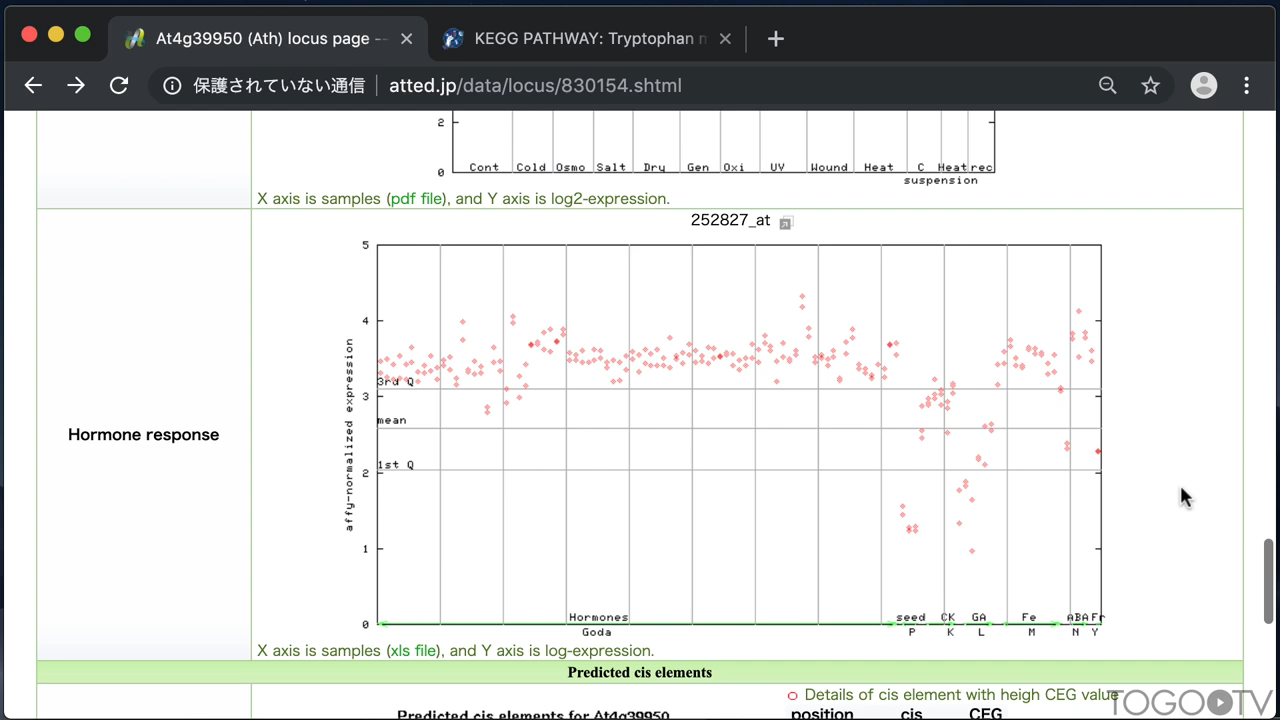 At4g39950 (Ath) locus page --
KEGG PATHWAY: Tryptophan m
保護されていない通信 | atted.jp/data/locus/830154.shtml
2
0
Cont Cold Osmo Salt Dry Gen Oxi UV Wound Heat C Heat rec
suspension
X axis is samples (pdf file), and Y axis is log2-expression.
252827_at
Hormone response
affy-normalized expression
5
4
3rd Q
3
mean
1st Q
2
1
0
Hormones seed CK GA Fe ABA Fr
Goda P K L M N Y
X axis is samples (xls file), and Y axis is log-expression.
Predicted cis elements
Details of cis element with heigh CEG value
Predicted cis elements for At4g39950 position cis CEG
TOGO TV